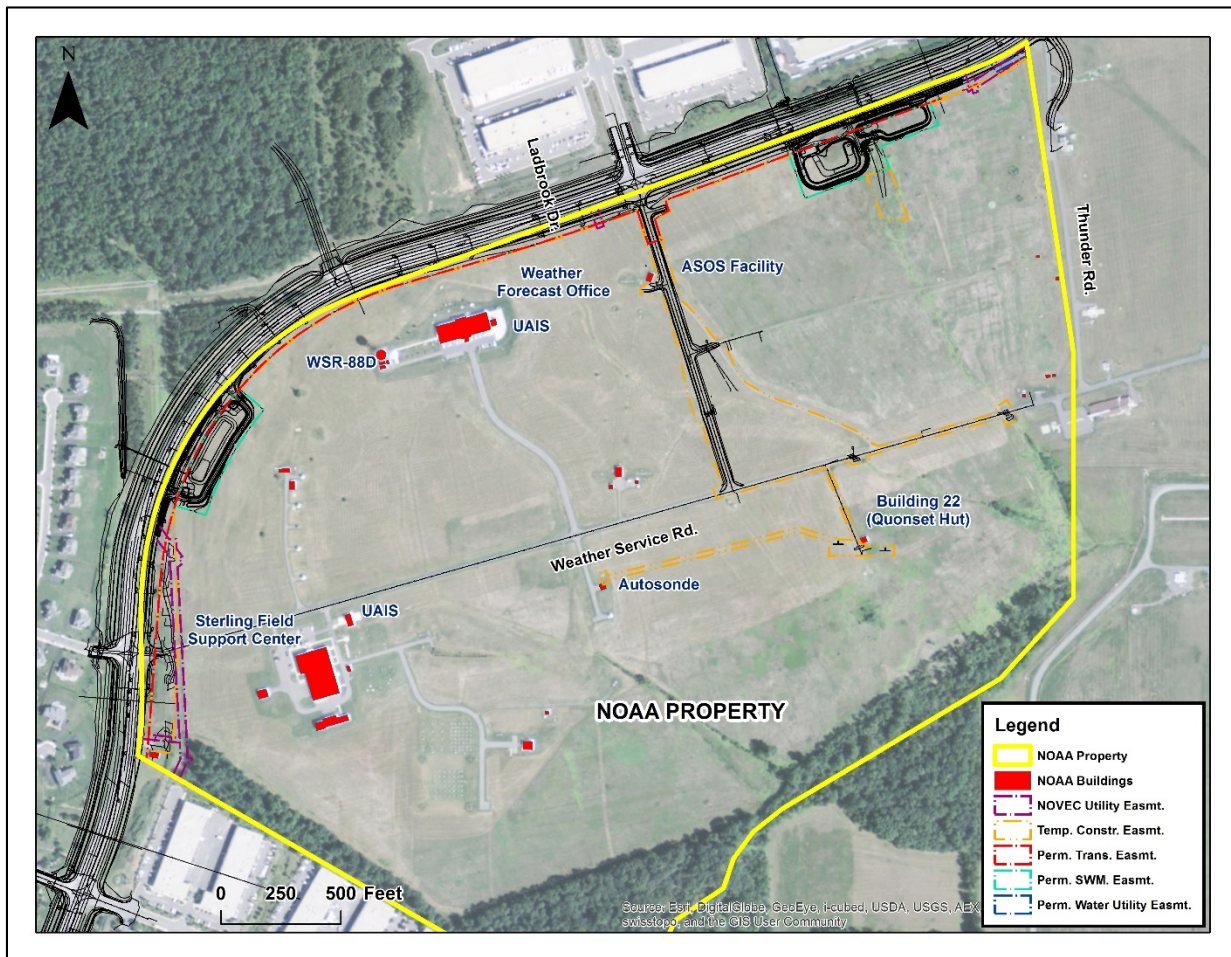 N
Ladbrook Dr.
Thunder Rd.
ASOS Facility
Weather
Forecast Office
UAIS
WSR-88D
Building 22
(Quonset Hut)
Weather Service Rd.
Autosonde
UAIS
Sterling Field
Support Center
NOAA PROPERTY
Legend
NOAA Property
NOAA Buildings
NOVEC Utility Easmt.
Temp. Constr. Easmt.
Perm. Trans. Easmt.
Perm. SWM. Easmt.
Perm. Water Utility Easmt.
0 250 500 Feet
Source: Esri, DigitalGlobe, GeoEye, i-cubed, USDA, USGS, AEX,
swisstopo, and the GIS User Community